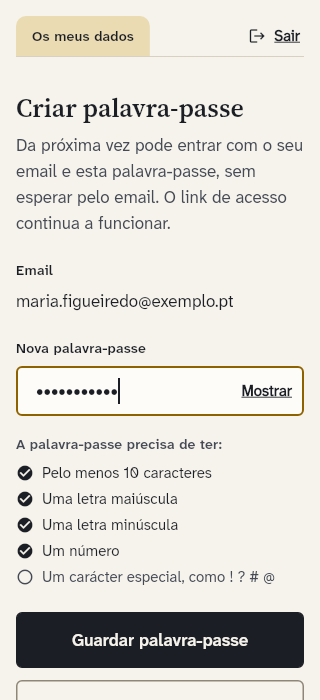 Os meus dados
Sair
Criar palavra-passe
Da próxima vez pode entrar com o seu
email e esta palavra-passe, sem
esperar pelo email. O link de acesso
continua a funcionar.
Email
maria.figueiredo@exemplo.pt
Nova palavra-passe
•••••••••••
Mostrar
A palavra-passe precisa de ter:
Pelo menos 10 caracteres
Uma letra maiúscula
Uma letra minúscula
Um número
Um carácter especial, como ! ? # @
Guardar palavra-passe